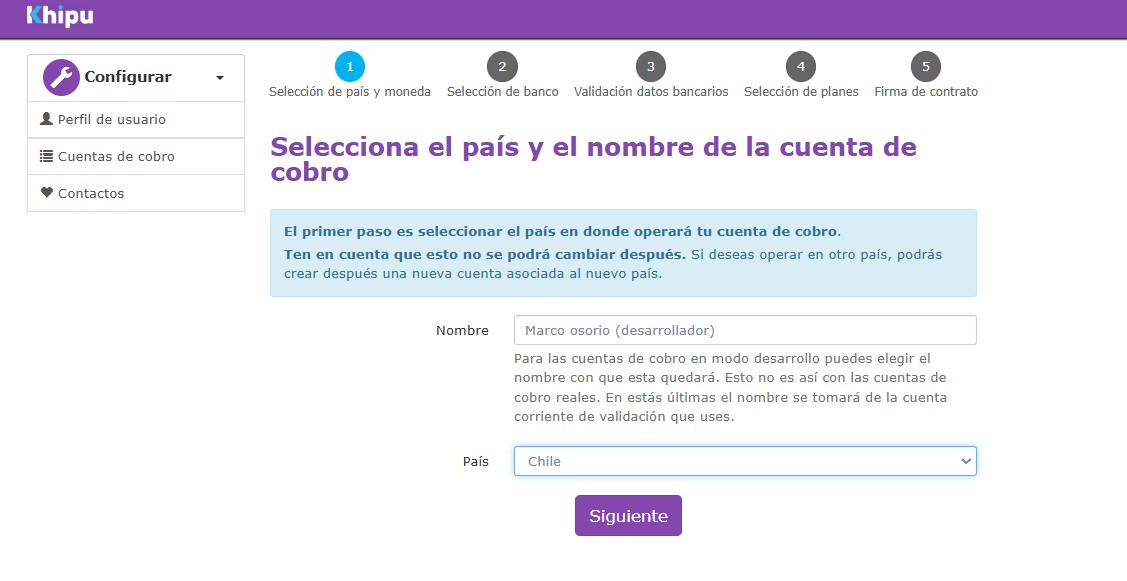 khipu
Configurar
Perfil de usuario
Cuentas de cobro
Contactos
1
Selección de país y moneda
2
Selección de banco
3
Validación datos bancarios
4
Selección de planes
5
Firma de contrato
Selecciona el país y el nombre de la cuenta de
cobro
El primer paso es seleccionar el país en donde operará tu cuenta de cobro.
Ten en cuenta que esto no se podrá cambiar después. Si deseas operar en otro país, podrás
crear después una nueva cuenta asociada al nuevo país.
Nombre
Marco osorio (desarrollador)
Para las cuentas de cobro en modo desarrollo puedes elegir el
nombre con que esta quedará. Esto no es así con las cuentas de
cobro reales. En estás últimas el nombre se tomará de la cuenta
corriente de validación que uses.
País
Chile
Siguiente